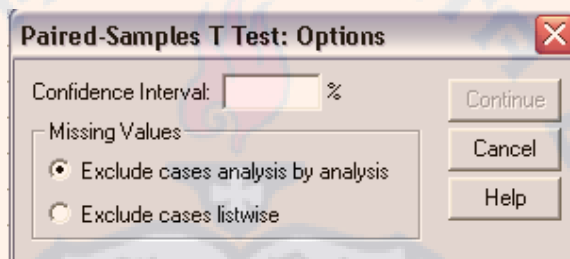 Paired-Samples T Test: Options
Confidence Interval: %
Continue
Missing Values
Exclude cases analysis by analysis
Cancel
Exclude cases listwise
Help